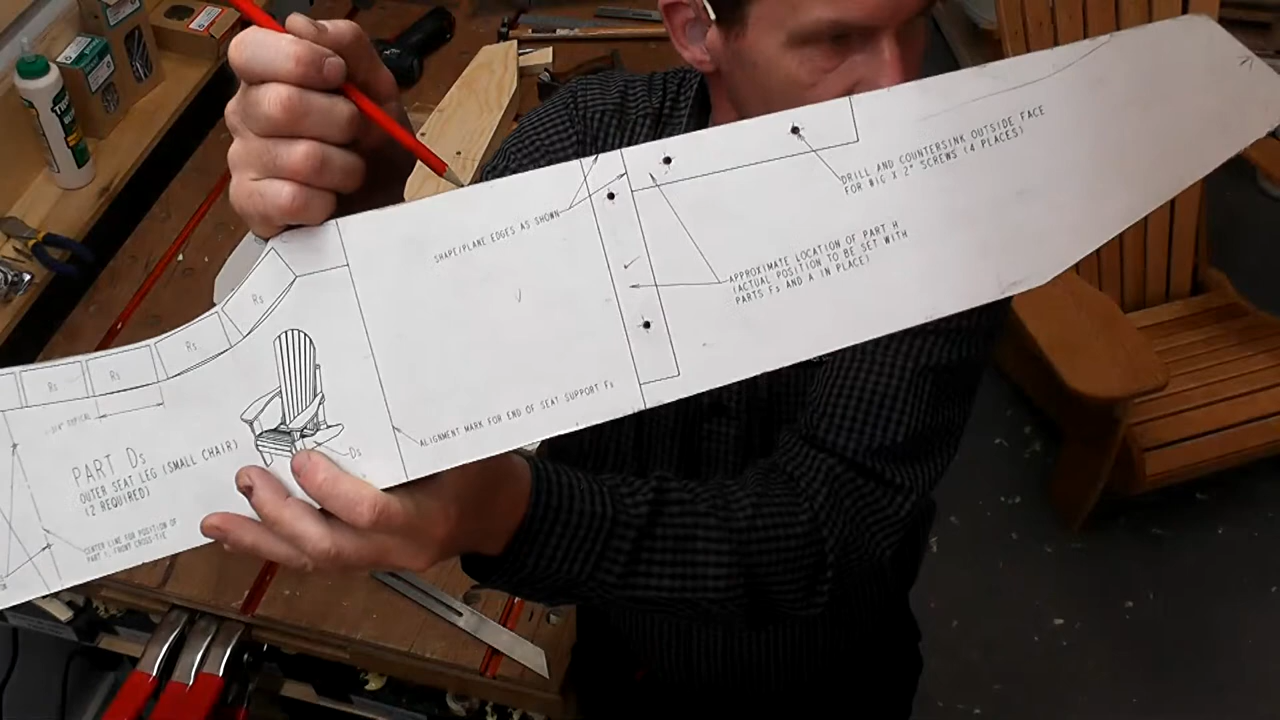 DRILL AND COUNTERSINK OUTSIDE FACE
FOR #16 X 2" SCREWS (4 PLACES)
SHAPE/PLANE EDGES AS SHOWN
APPROXIMATE LOCATION OF PART H
(ACTUAL POSITION TO BE SET WITH
PARTS Fs AND A IN PLACE)
Rs
Rs
Rs
Rs
TYPICAL
ALIGNMENT MARK FOR END OF SEAT SUPPORT Fs
Ds
PART Ds
OUTER SEAT LEG (SMALL CHAIR)
(2 REQUIRED)
CENTER LINE FOR POSITION OF
PART I, FRONT CROSS-TIE